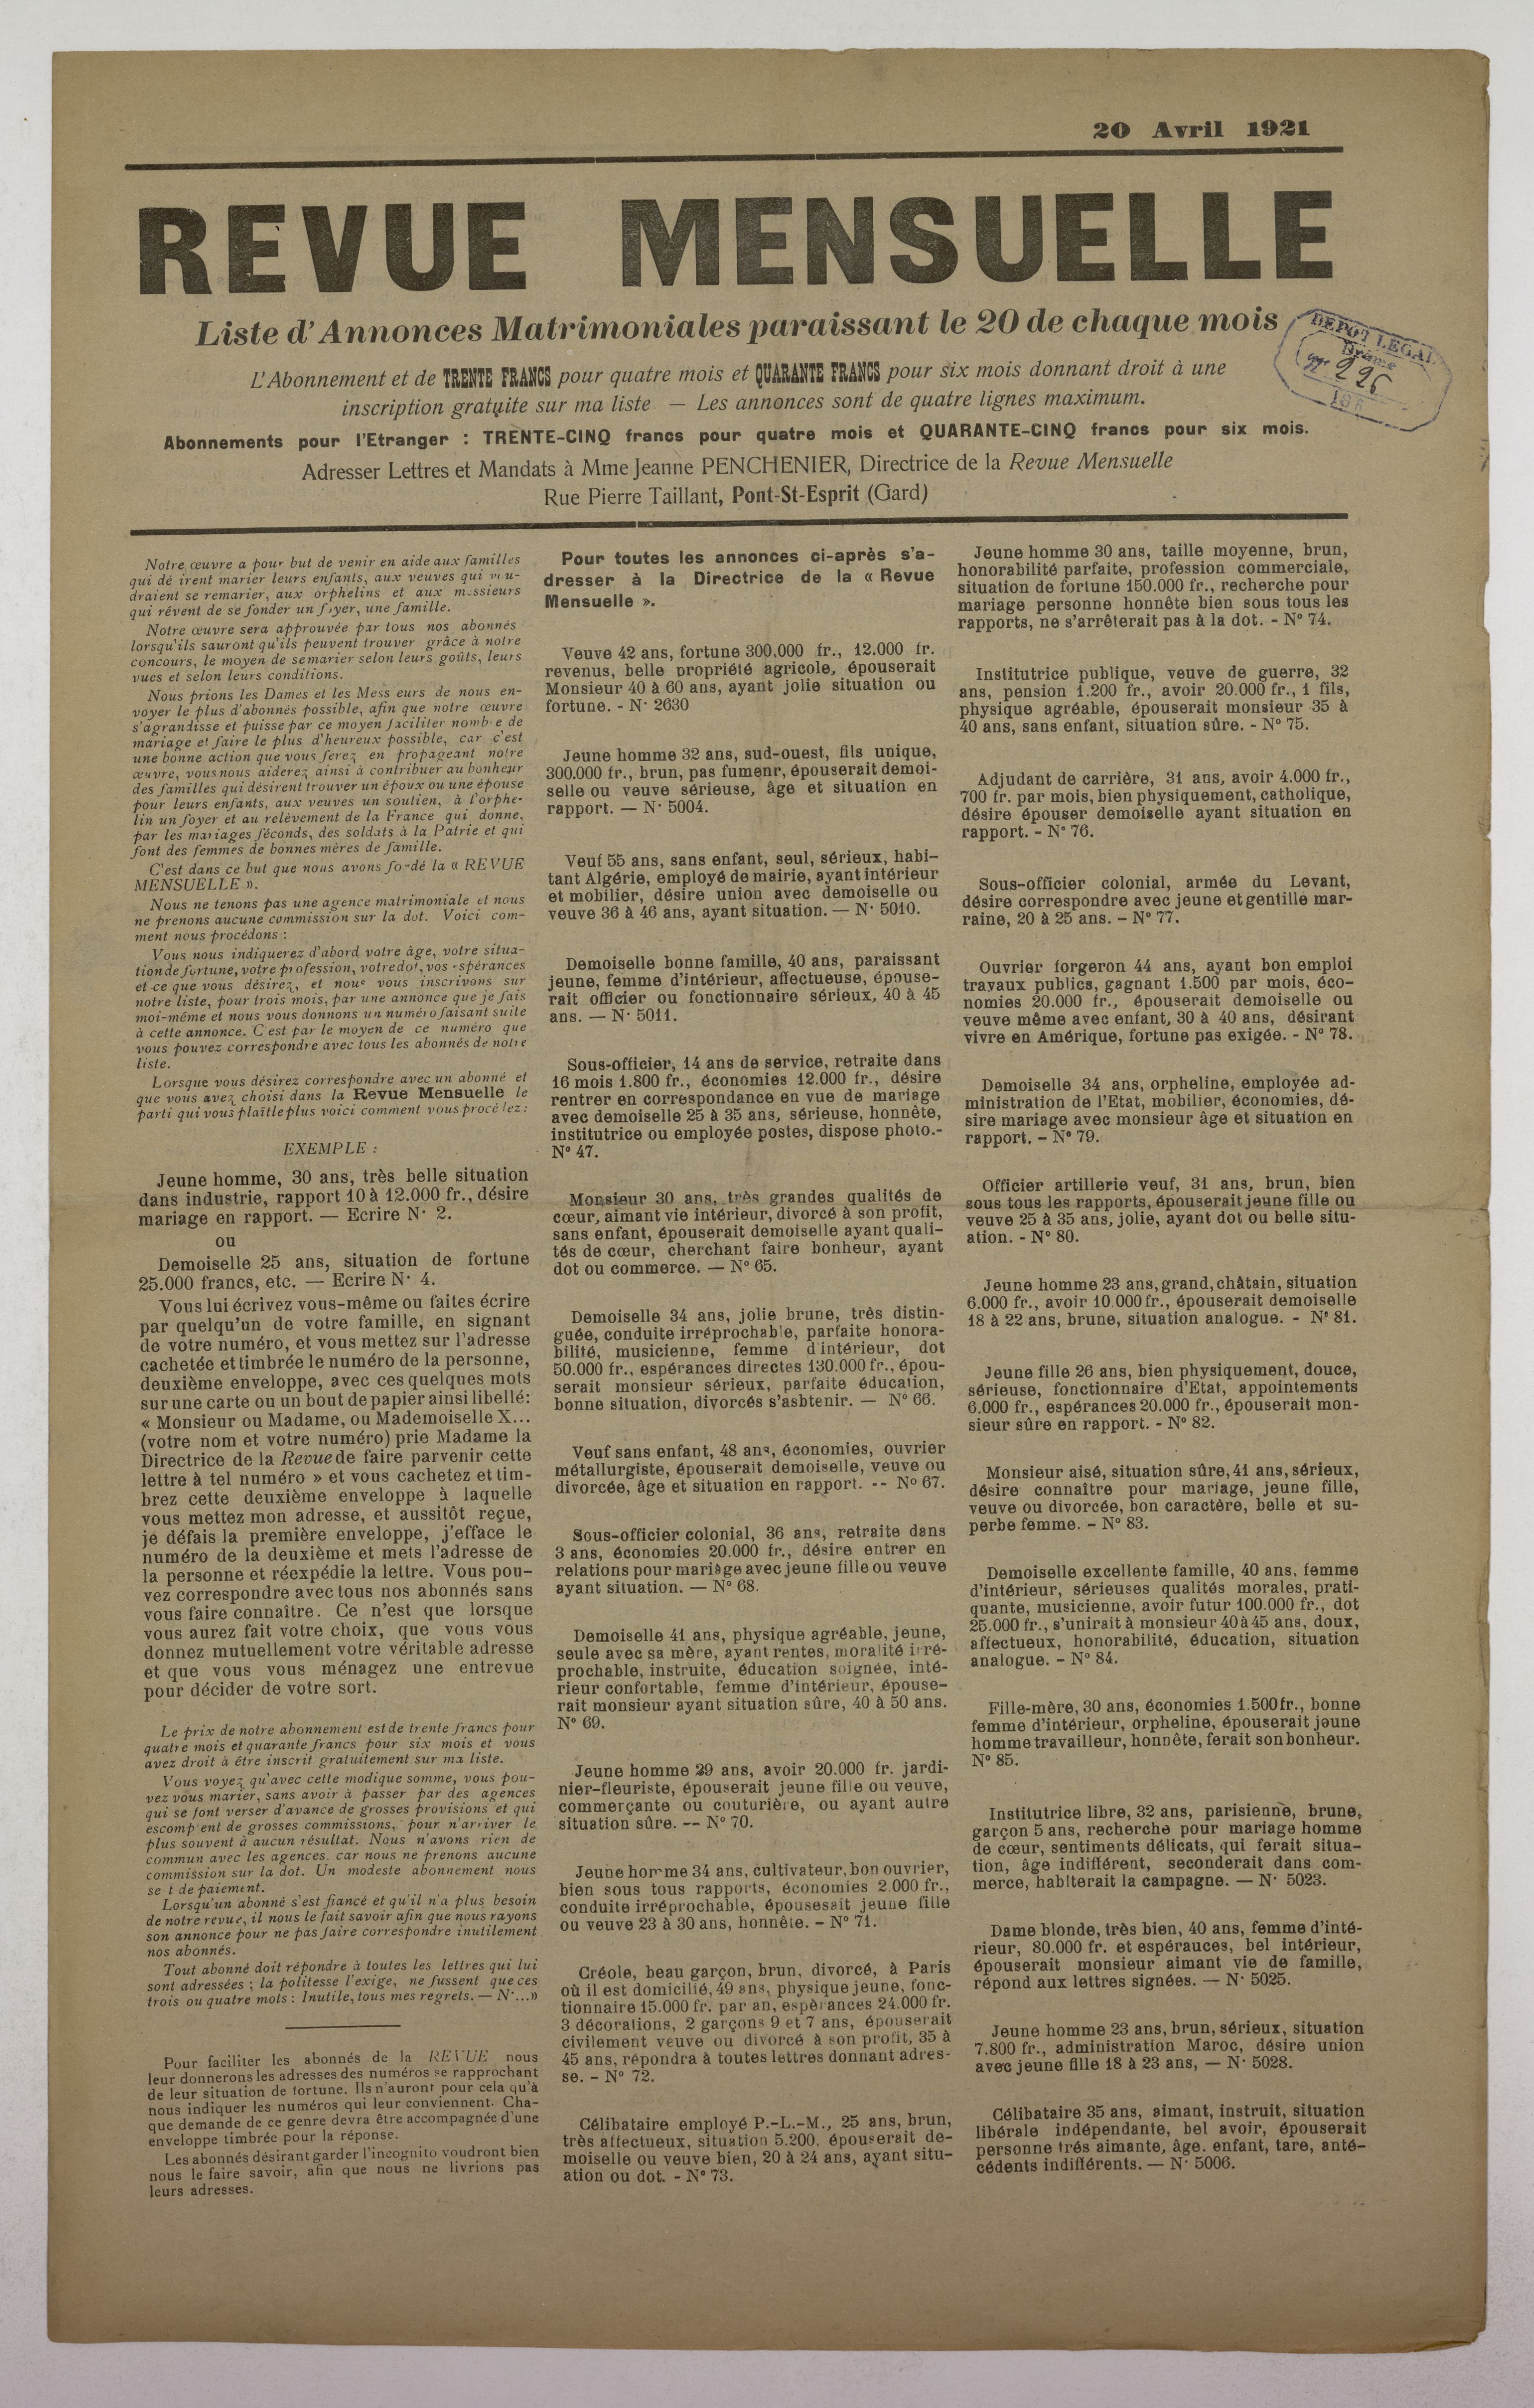 20 Avril 1921
REVUE MENSUELLE
Liste d'Annonces Matrimoniales paraissant le 20 de chaque mois
DEPOT LEGAL
Drôme
L'Abonnement et de TRENTE FRANCS pour quatre mois et QUARANTE FRANCS pour six mois donnant droit à une
inscription gratuite sur ma liste — Les annonces sont de quatre lignes maximum.
Abonnements pour l'Etranger : TRENTE-CINQ francs pour quatre mois et QUARANTE-CINQ francs pour six mois.
Adresser Lettres et Mandats à Mme Jeanne PENCHENIER, Directrice de la Revue Mensuelle
Rue Pierre Taillant, Pont-St-Esprit (Gard)
Notre œuvre a pour but de venir en aide aux familles
qui dé irent marier leurs enfants, aux veuves qui veu-
draient se remarier, aux orphelins et aux messieurs
qui rêvent de se fonder un foyer, une famille.
Notre œuvre sera approuvée par tous nos abonnés
lorsqu'ils sauront qu'ils peuvent trouver grâce à notre
concours, le moyen de semarier selon leurs goûts, leurs
vues et selon leurs conditions.
Nous prions les Dames et les Mess eurs de nous en-
voyer le plus d'abonnés possible, afin que notre œuvre
s'agrandisse et puisse par ce moyen faciliter nomb e de
mariage et faire le plus d'heureux possible, car c'est
une bonne action que vous ferez en propageant notre
œuvre, vous nous aiderez ainsi à contribuer au bonheur
des familles qui désirent trouver un époux ou une épouse
pour leurs enfants, aux veuves un soutien, à l'orphe-
lin un foyer et au relèvement de la France qui donne,
par les mariages féconds, des soldats à la Patrie et qui
font des femmes de bonnes mères de famille.
C'est dans ce but que nous avons fo-dé la « REVUE
MENSUELLE ».
Nous ne tenons pas une agence matrimoniale et nous
ne prenons aucune commission sur la dot. Voici com-
ment nous procédons :
Vous nous indiquerez d'abord votre âge, votre situa-
tion de fortune, votre profession, votre dot, vos espérances
et ce que vous désirez, et nous vous inscrivons sur
notre liste, pour trois mois, par une annonce que je fais
moi-même et nous vous donnons un numéro faisant suite
à cette annonce. C'est par le moyen de ce numéro que
vous pouvez correspondre avec tous les abonnés de notre
liste.
Lorsque vous désirez correspondre avec un abonné et
que vous avez choisi dans la Revue Mensuelle le
parti qui vous plaît le plus voici comment vous procé lez :
EXEMPLE :
Jeune homme, 30 ans, très belle situation
dans industrie, rapport 10 à 12.000 fr., désire
mariage en rapport. — Ecrire N· 2.
ou
Demoiselle 25 ans, situation de fortune
25.000 francs, etc. — Ecrire N· 4.
Vous lui écrivez vous-même ou faites écrire
par quelqu'un de votre famille, en signant
de votre numéro, et vous mettez sur l'adresse
cachetée et timbrée le numéro de la personne,
deuxième enveloppe, avec ces quelques mots
sur une carte ou un bout de papier ainsi libellé:
« Monsieur ou Madame, ou Mademoiselle X...
(votre nom et votre numéro) prie Madame la
Directrice de la Revue de faire parvenir cette
lettre à tel numéro » et vous cachetez et tim-
brez cette deuxième enveloppe à laquelle
vous mettez mon adresse, et aussitôt reçue,
je défais la première enveloppe, j'efface le
numéro de la deuxième et mets l'adresse de
la personne et réexpédie la lettre. Vous pou-
vez correspondre avec tous nos abonnés sans
vous faire connaître. Ce n'est que lorsque
vous aurez fait votre choix, que vous vous
donnez mutuellement votre véritable adresse
et que vous vous ménagez une entrevue
pour décider de votre sort.
Le prix de notre abonnement est de trente francs pour
quatre mois et quarante francs pour six mois et vous
avez droit à être inscrit gratuitement sur ma liste.
Vous voyez qu'avec cette modique somme, vous pou-
vez vous marier, sans avoir à passer par des agences
qui se font verser d'avance de grosses provisions et qui
escomp ent de grosses commissions, pour n'arriver le
plus souvent à aucun résultat. Nous n'avons rien de
commun avec les agences. car nous ne prenons aucune
commission sur la dot. Un modeste abonnement nous
se t de paiement.
Lorsqu'un abonné s'est fiancé et qu'il n'a plus besoin
de notre revue, il nous le fait savoir afin que nous rayons
son annonce pour ne pas faire correspondre inutilement
nos abonnés.
Tout abonné doit répondre à toutes les lettres qui lui
sont adressées ; la politesse l'exige, ne fussent que ces
trois ou quatre mots : Inutile, tous mes regrets. — N·...»
Pour faciliter les abonnés de la REVUE nous
leur donnerons les adresses des numéros se rapprochant
de leur situation de fortune. Ils n'auront pour cela qu'à
nous indiquer les numéros qui leur conviennent. Cha-
que demande de ce genre devra être accompagnée d'une
enveloppe timbrée pour la réponse.
Les abonnés désirant garder l'incognito voudront bien
nous le faire savoir, afin que nous ne livrions pas
leurs adresses.
Pour toutes les annonces ci-après s'a-
dresser à la Directrice de la « Revue
Mensuelle ».
Veuve 42 ans, fortune 300.000 fr., 12.000 fr.
revenus, belle propriété agricole, épouserait
Monsieur 40 à 60 ans, ayant jolie situation ou
fortune. - N· 2630
Jeune homme 32 ans, sud-ouest, fils unique,
300.000 fr., brun, pas fumenr, épouserait demoi-
selle ou veuve sérieuse, âge et situation en
rapport. — N· 5004.
Veuf 55 ans, sans enfant, seul, sérieux, habi-
tant Algérie, employé de mairie, ayant intérieur
et mobilier, désire union avec demoiselle ou
veuve 36 à 46 ans, ayant situation. — N· 5010.
Demoiselle bonne famille, 40 ans, paraissant
jeune, femme d'intérieur, affectueuse, épouse-
rait officier ou fonctionnaire sérieux, 40 à 45
ans. — N· 5011.
Sous-officier, 14 ans de service, retraite dans
16 mois 1.800 fr., économies 12.000 fr., désire
rentrer en correspondance en vue de mariage
avec demoiselle 25 à 35 ans, sérieuse, honnête,
institutrice ou employée postes, dispose photo.-
N° 47.
Monsieur 30 ans, très grandes qualités de
cœur, aimant vie intérieur, divorcé à son profit,
sans enfant, épouserait demoiselle ayant quali-
tés de cœur, cherchant faire bonheur, ayant
dot ou commerce. — N° 65.
Demoiselle 34 ans, jolie brune, très distin-
guée, conduite irréprochable, parfaite honora-
bilité, musicienne, femme d intérieur, dot
50.000 fr., espérances directes 130.000 fr., épou-
serait monsieur sérieux, parfaite éducation,
bonne situation, divorcés s'asbtenir. — N° 66.
Veuf sans enfant, 48 ans, économies, ouvrier
métallurgiste, épouserait demoiselle, veuve ou
divorcée, âge et situation en rapport. -- N° 67.
Sous-officier colonial, 36 ans, retraite dans
3 ans, économies 20.000 fr., désire entrer en
relations pour mariage avec jeune fille ou veuve
ayant situation. — N° 68.
Demoiselle 41 ans, physique agréable, jeune,
seule avec sa mère, ayant rentes, moralité irré-
prochable, instruite, éducation soignée, inté-
rieur confortable, femme d'intérieur, épouse-
rait monsieur ayant situation sûre, 40 à 50 ans.
N° 69.
Jeune homme 29 ans, avoir 20.000 fr. jardi-
nier-fleuriste, épouserait jeune fille ou veuve,
commerçante ou couturière, ou ayant autre
situation sûre. -- N° 70.
Jeune homme 34 ans, cultivateur, bon ouvrier,
bien sous tous rapports, économies 2.000 fr.,
conduite irréprochable, épousesait jeune fille
ou veuve 23 à 30 ans, honnête. - N° 71.
Créole, beau garçon, brun, divorcé, à Paris
où il est domicilié, 49 ans, physique jeune, fonc-
tionnaire 15.000 fr. par an, espérances 24.000 fr.
3 décorations, 2 garçons 9 et 7 ans, épouserait
civilement veuve ou divorcé à son profit, 35 à
45 ans, répondra à toutes lettres donnant adres-
se. - N° 72.
Célibataire employé P.-L.-M., 25 ans, brun,
très affectueux, situation 5.200. épouserait de-
moiselle ou veuve bien, 20 à 24 ans, ayant situ-
ation ou dot. - N° 73.
Jeune homme 30 ans, taille moyenne, brun,
honorabilité parfaite, profession commerciale,
situation de fortune 150.000 fr., recherche pour
mariage personne honnête bien sous tous les
rapports, ne s'arrêterait pas à la dot. - N° 74.
Institutrice publique, veuve de guerre, 32
ans, pension 1.200 fr., avoir 20.000 fr., 1 fils,
physique agréable, épouserait monsieur 35 à
40 ans, sans enfant, situation sûre. - N° 75.
Adjudant de carrière, 31 ans, avoir 4.000 fr.,
700 fr. par mois, bien physiquement, catholique,
désire épouser demoiselle ayant situation en
rapport. - N° 76.
Sous-officier colonial, armée du Levant,
désire correspondre avec jeune et gentille mar-
raine, 20 à 25 ans. - N° 77.
Ouvrier forgeron 44 ans, ayant bon emploi
travaux publics, gagnant 1.500 par mois, éco-
nomies 20.000 fr., épouserait demoiselle ou
veuve même avec enfant, 30 à 40 ans, désirant
vivre en Amérique, fortune pas exigée. - N° 78.
Demoiselle 34 ans, orpheline, employée ad-
ministration de l'Etat, mobilier, économies, dé-
sire mariage avec monsieur âge et situation en
rapport. - N° 79.
Officier artillerie veuf, 31 ans, brun, bien
sous tous les rapports, épouserait jeune fille ou
veuve 25 à 35 ans, jolie, ayant dot ou belle situ-
ation. - N° 80.
Jeune homme 23 ans, grand, châtain, situation
6.000 fr., avoir 10.000 fr., épouserait demoiselle
18 à 22 ans, brune, situation analogue. - N° 81.
Jeune fille 26 ans, bien physiquement, douce,
sérieuse, fonctionnaire d'Etat, appointements
6.000 fr., espérances 20.000 fr., épouserait mon-
sieur sûre en rapport. - N° 82.
Monsieur aisé, situation sûre, 41 ans, sérieux,
désire connaître pour mariage, jeune fille,
veuve ou divorcée, bon caractère, belle et su-
perbe femme. - N° 83.
Demoiselle excellente famille, 40 ans, femme
d'intérieur, sérieuses qualités morales, prati-
quante, musicienne, avoir futur 100.000 fr., dot
25.000 fr., s'unirait à monsieur 40 à 45 ans, doux,
affectueux, honorabilité, éducation, situation
analogue. - N° 84.
Fille-mère, 30 ans, économies 1.500 fr., bonne
femme d'intérieur, orpheline, épouserait jeune
homme travailleur, honnête, ferait son bonheur.
N° 85.
Institutrice libre, 32 ans, parisienne, brune,
garçon 5 ans, recherche pour mariage homme
de cœur, sentiments délicats, qui ferait situa-
tion, âge indifférent, seconderait dans com-
merce, habiterait la campagne. — N· 5023.
Dame blonde, très bien, 40 ans, femme d'inté-
rieur, 80.000 fr. et espérauces, bel intérieur,
épouserait monsieur aimant vie de famille,
répond aux lettres signées. — N· 5025.
Jeune homme 23 ans, brun, sérieux, situation
7.800 fr., administration Maroc, désire union
avec jeune fille 18 à 23 ans, — N· 5028.
Célibataire 35 ans, aimant, instruit, situation
libérale indépendante, bel avoir, épouserait
personne trés aimante, âge. enfant, tare, anté-
cédents indifférents. — N· 5006.